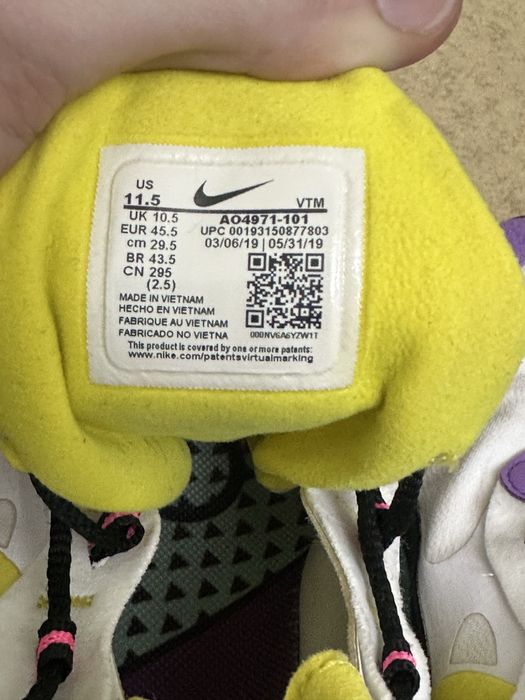 US
11.5
VTM
UK 10.5
AO4971-101
EUR 45.5
UPC 00193150877803
cm 29.5
03/06/19 | 05/31/19
BR 43.5
CN 295
(2.5)
MADE IN VIETNAM
HECHO EN VIETNAM
FABRIQUE AU VIETNAM
FABRICADO NO VIETNA
000NV6A6YZW1T
This product is covered by one or more patents:
www.nike.com/patentsvirtualmarking